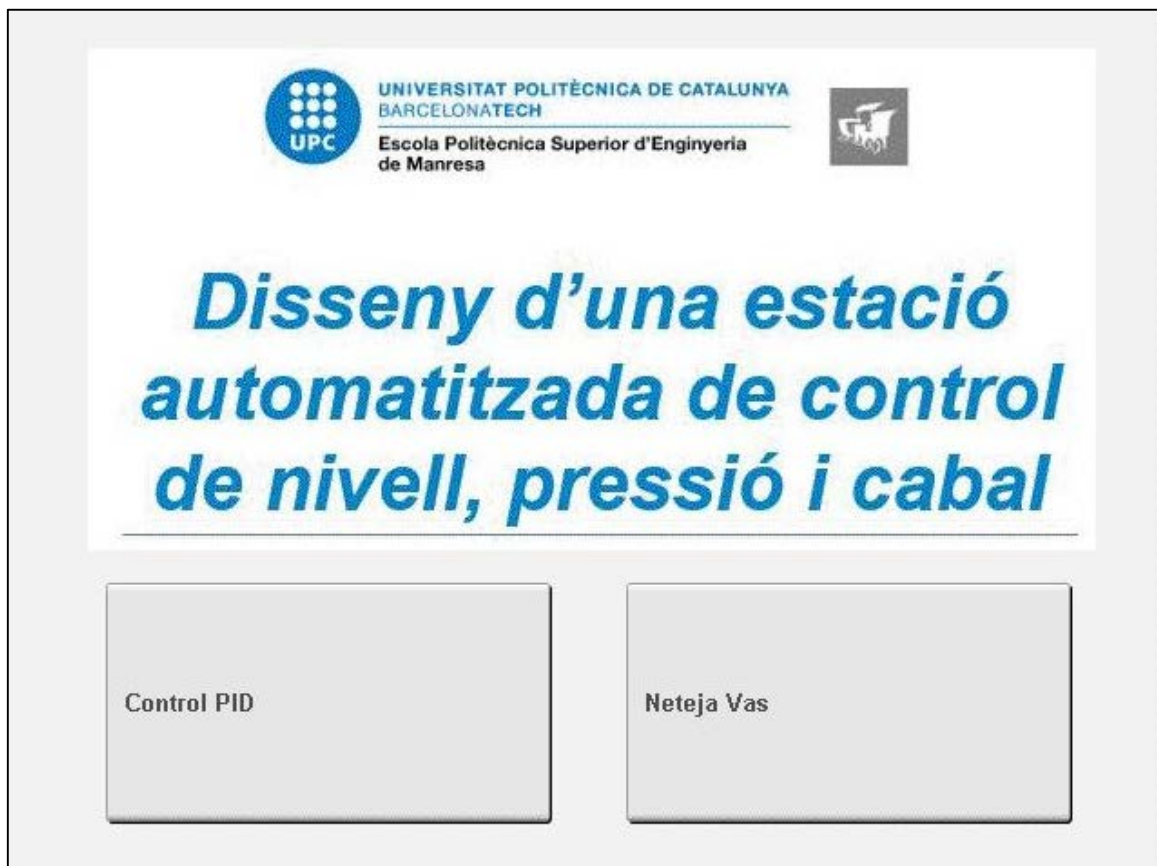 UPC
UNIVERSITAT POLITÈCNICA DE CATALUNYA
BARCELONATECH
Escola Politècnica Superior d'Enginyeria
de Manresa
Disseny d’una estació
automatitzada de control
de nivell, pressió i cabal
Control PID
Neteja Vas